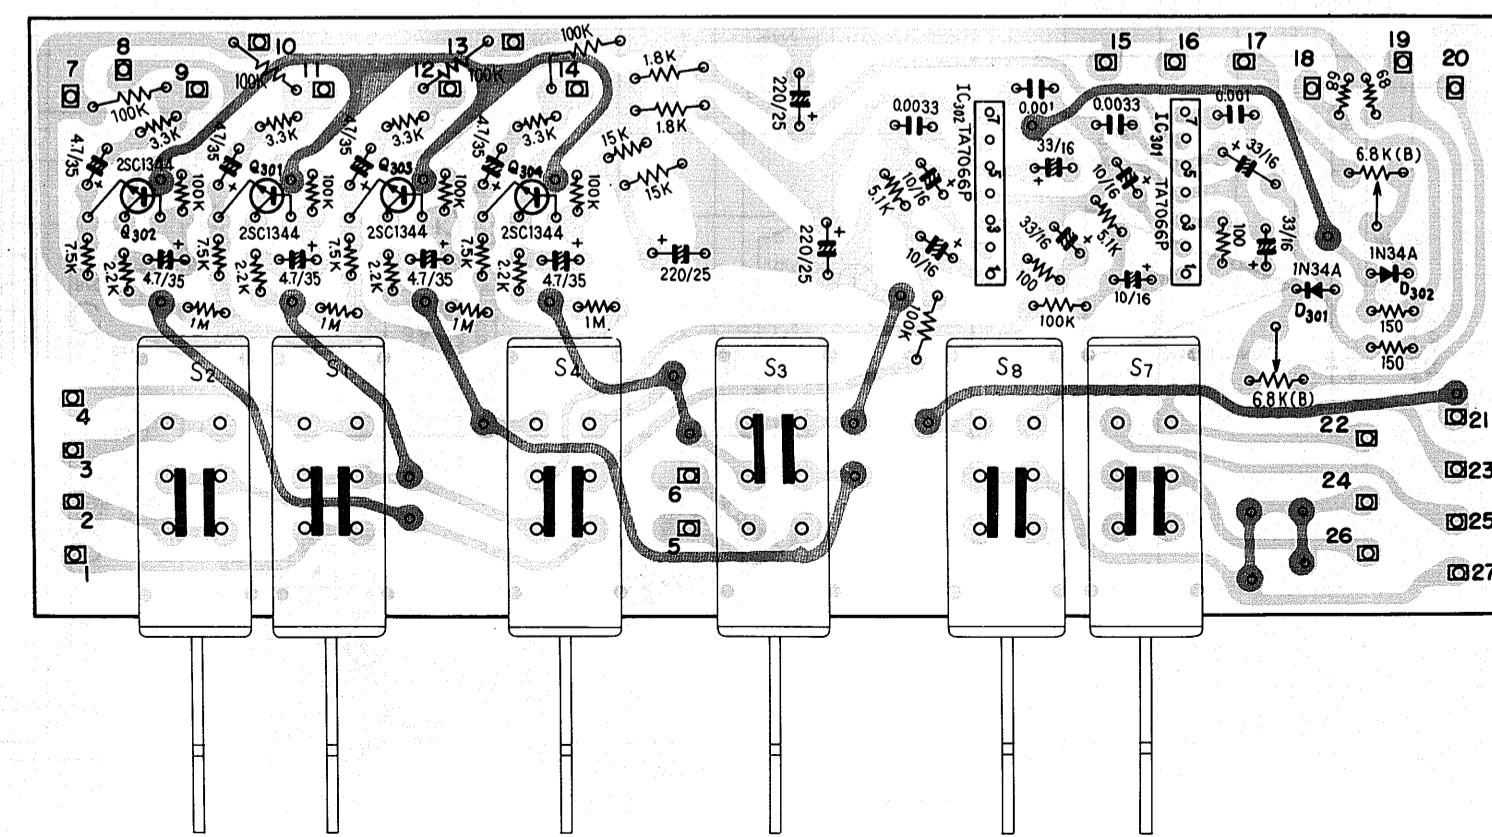 7
8
9
10
11
12
13
14
15
16
17
18
19
20
100K
100K
100K
100K
1.8K
1.8K
15K
15K
220/25
0.0033
IC302 TA7066P
7
5
3
1
0.001
0.0033
IC301 TA7066P
7
5
3
1
0.001
68
68
6.8K(B)
3.3K
3.3K
3.3K
3.3K
4.7/35
4.7/35
4.7/35
4.7/35
2SC1344
Q302
Q301
2SC1344
Q303
2SC1344
Q304
2SC1344
100K
100K
100K
100K
33/16
10/16
33/16
10/16
5.1K
5.1K
33/16
100
33/16
7.5K
7.5K
7.5K
7.5K
2.2K
2.2K
2.2K
2.2K
4.7/35
4.7/35
4.7/35
4.7/35
220/25
220/25
10/16
100
10/16
1N34A
1N34A
D302
D301
1M
1M
1M
1M
100K
100K
150
150
6.8K(B)
S2
S1
S4
S3
S8
S7
4
3
2
1
6
5
21
22
23
24
25
26
27